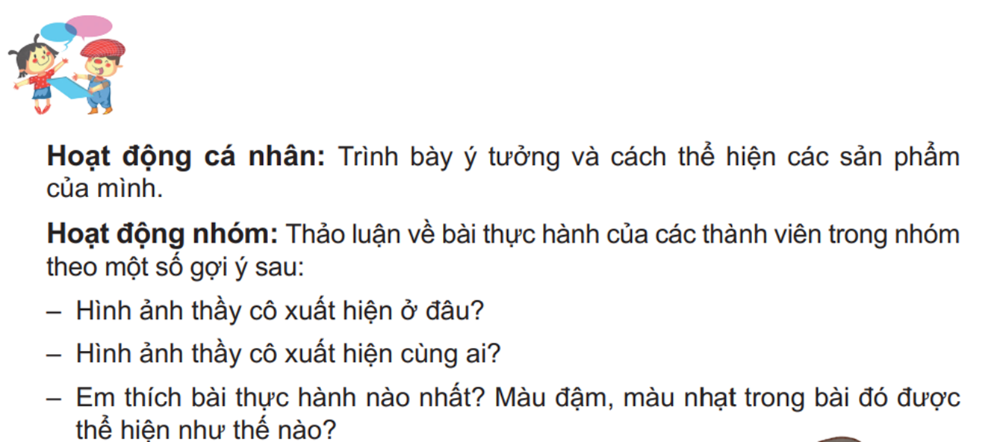 Hoạt động cá nhân: Trình bày ý tưởng và cách thể hiện các sản phẩm
của mình.
Hoạt động nhóm: Thảo luận về bài thực hành của các thành viên trong nhóm
theo một số gợi ý sau:
– Hình ảnh thầy cô xuất hiện ở đâu?
– Hình ảnh thầy cô xuất hiện cùng ai?
– Em thích bài thực hành nào nhất? Màu đậm, màu nhạt trong bài đó được
thể hiện như thế nào?